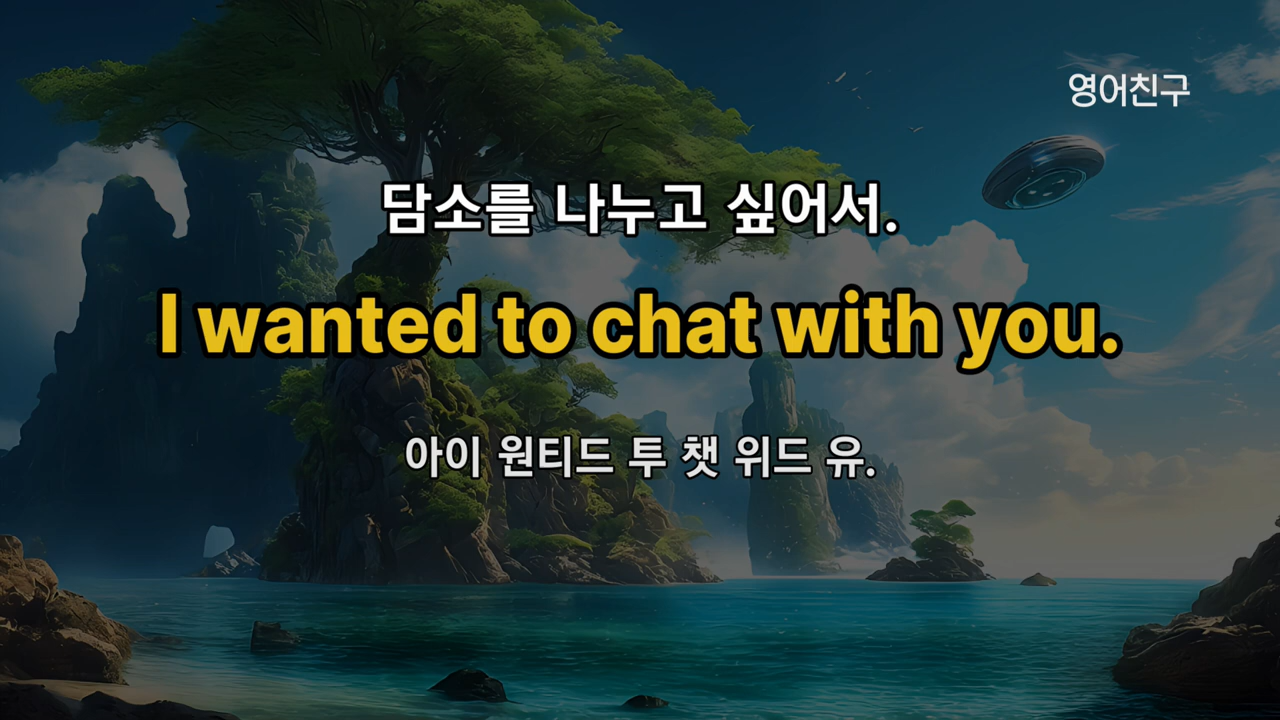 영어친구
담소를 나누고 싶어서.
I wanted to chat with you.
아이 원티드 투 챗 위드 유.